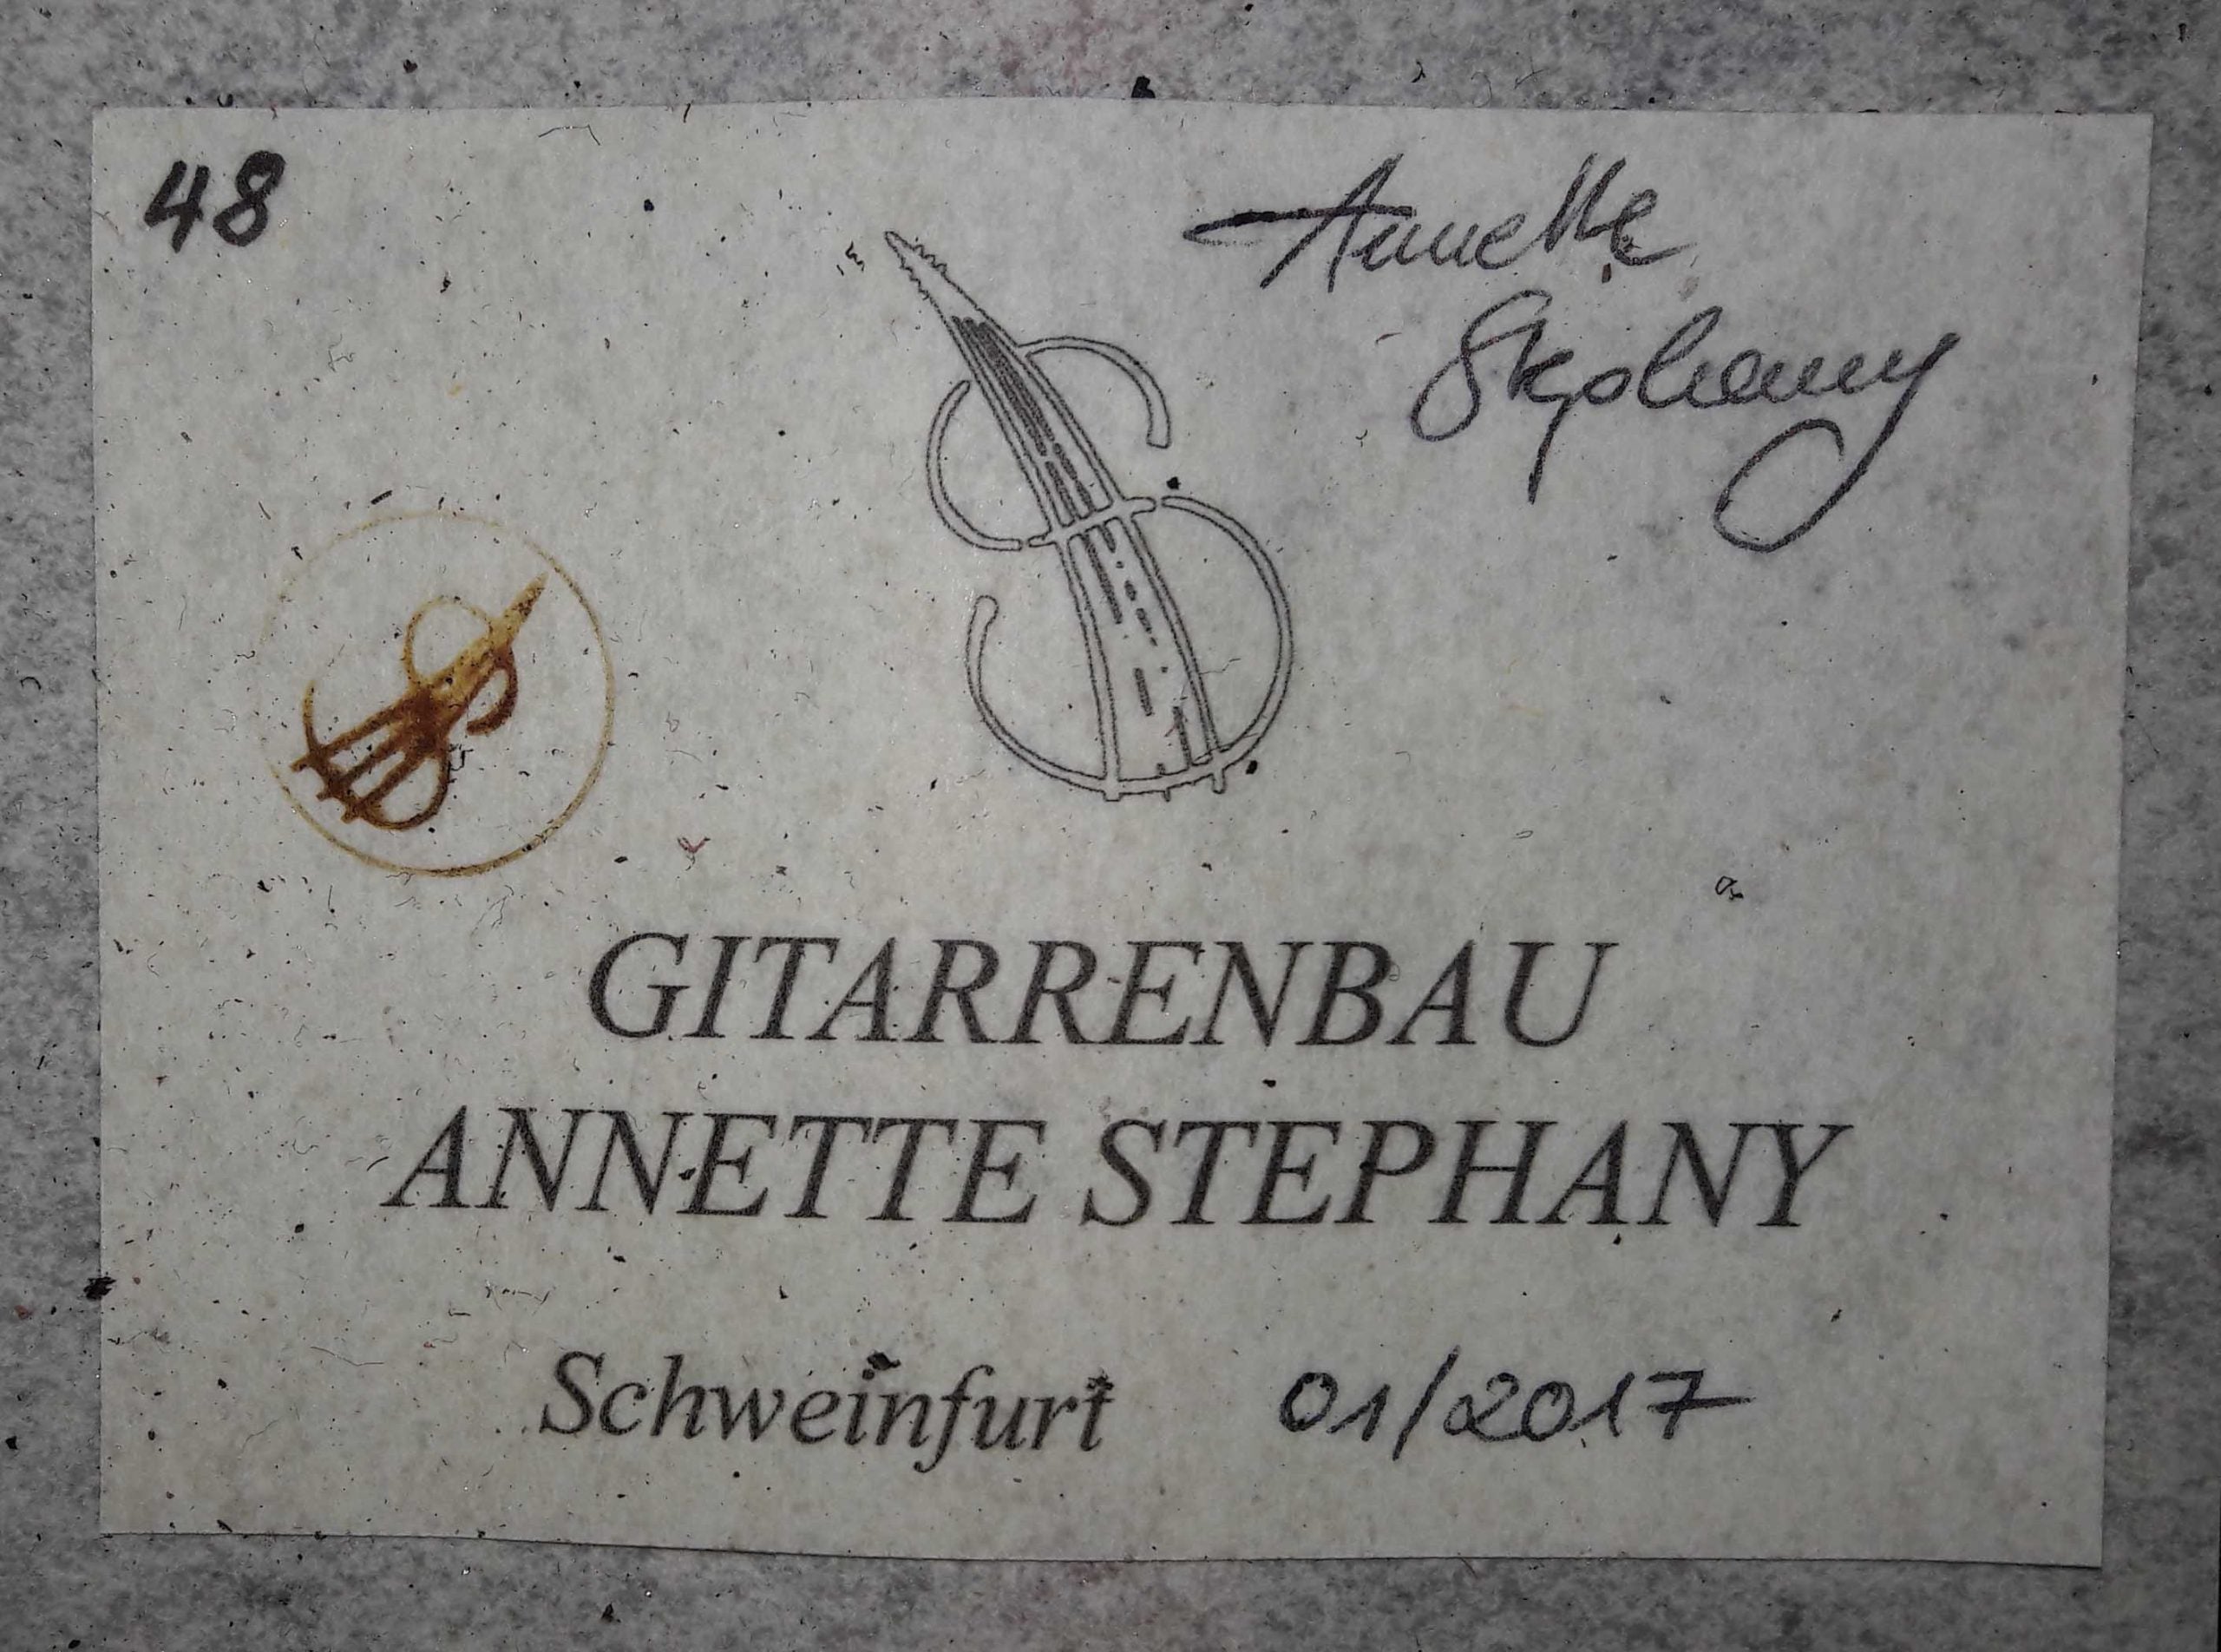 48
Annette
Stephany
GITARRENBAU
ANNETTE STEPHANY
Schweinfurt 01/2017